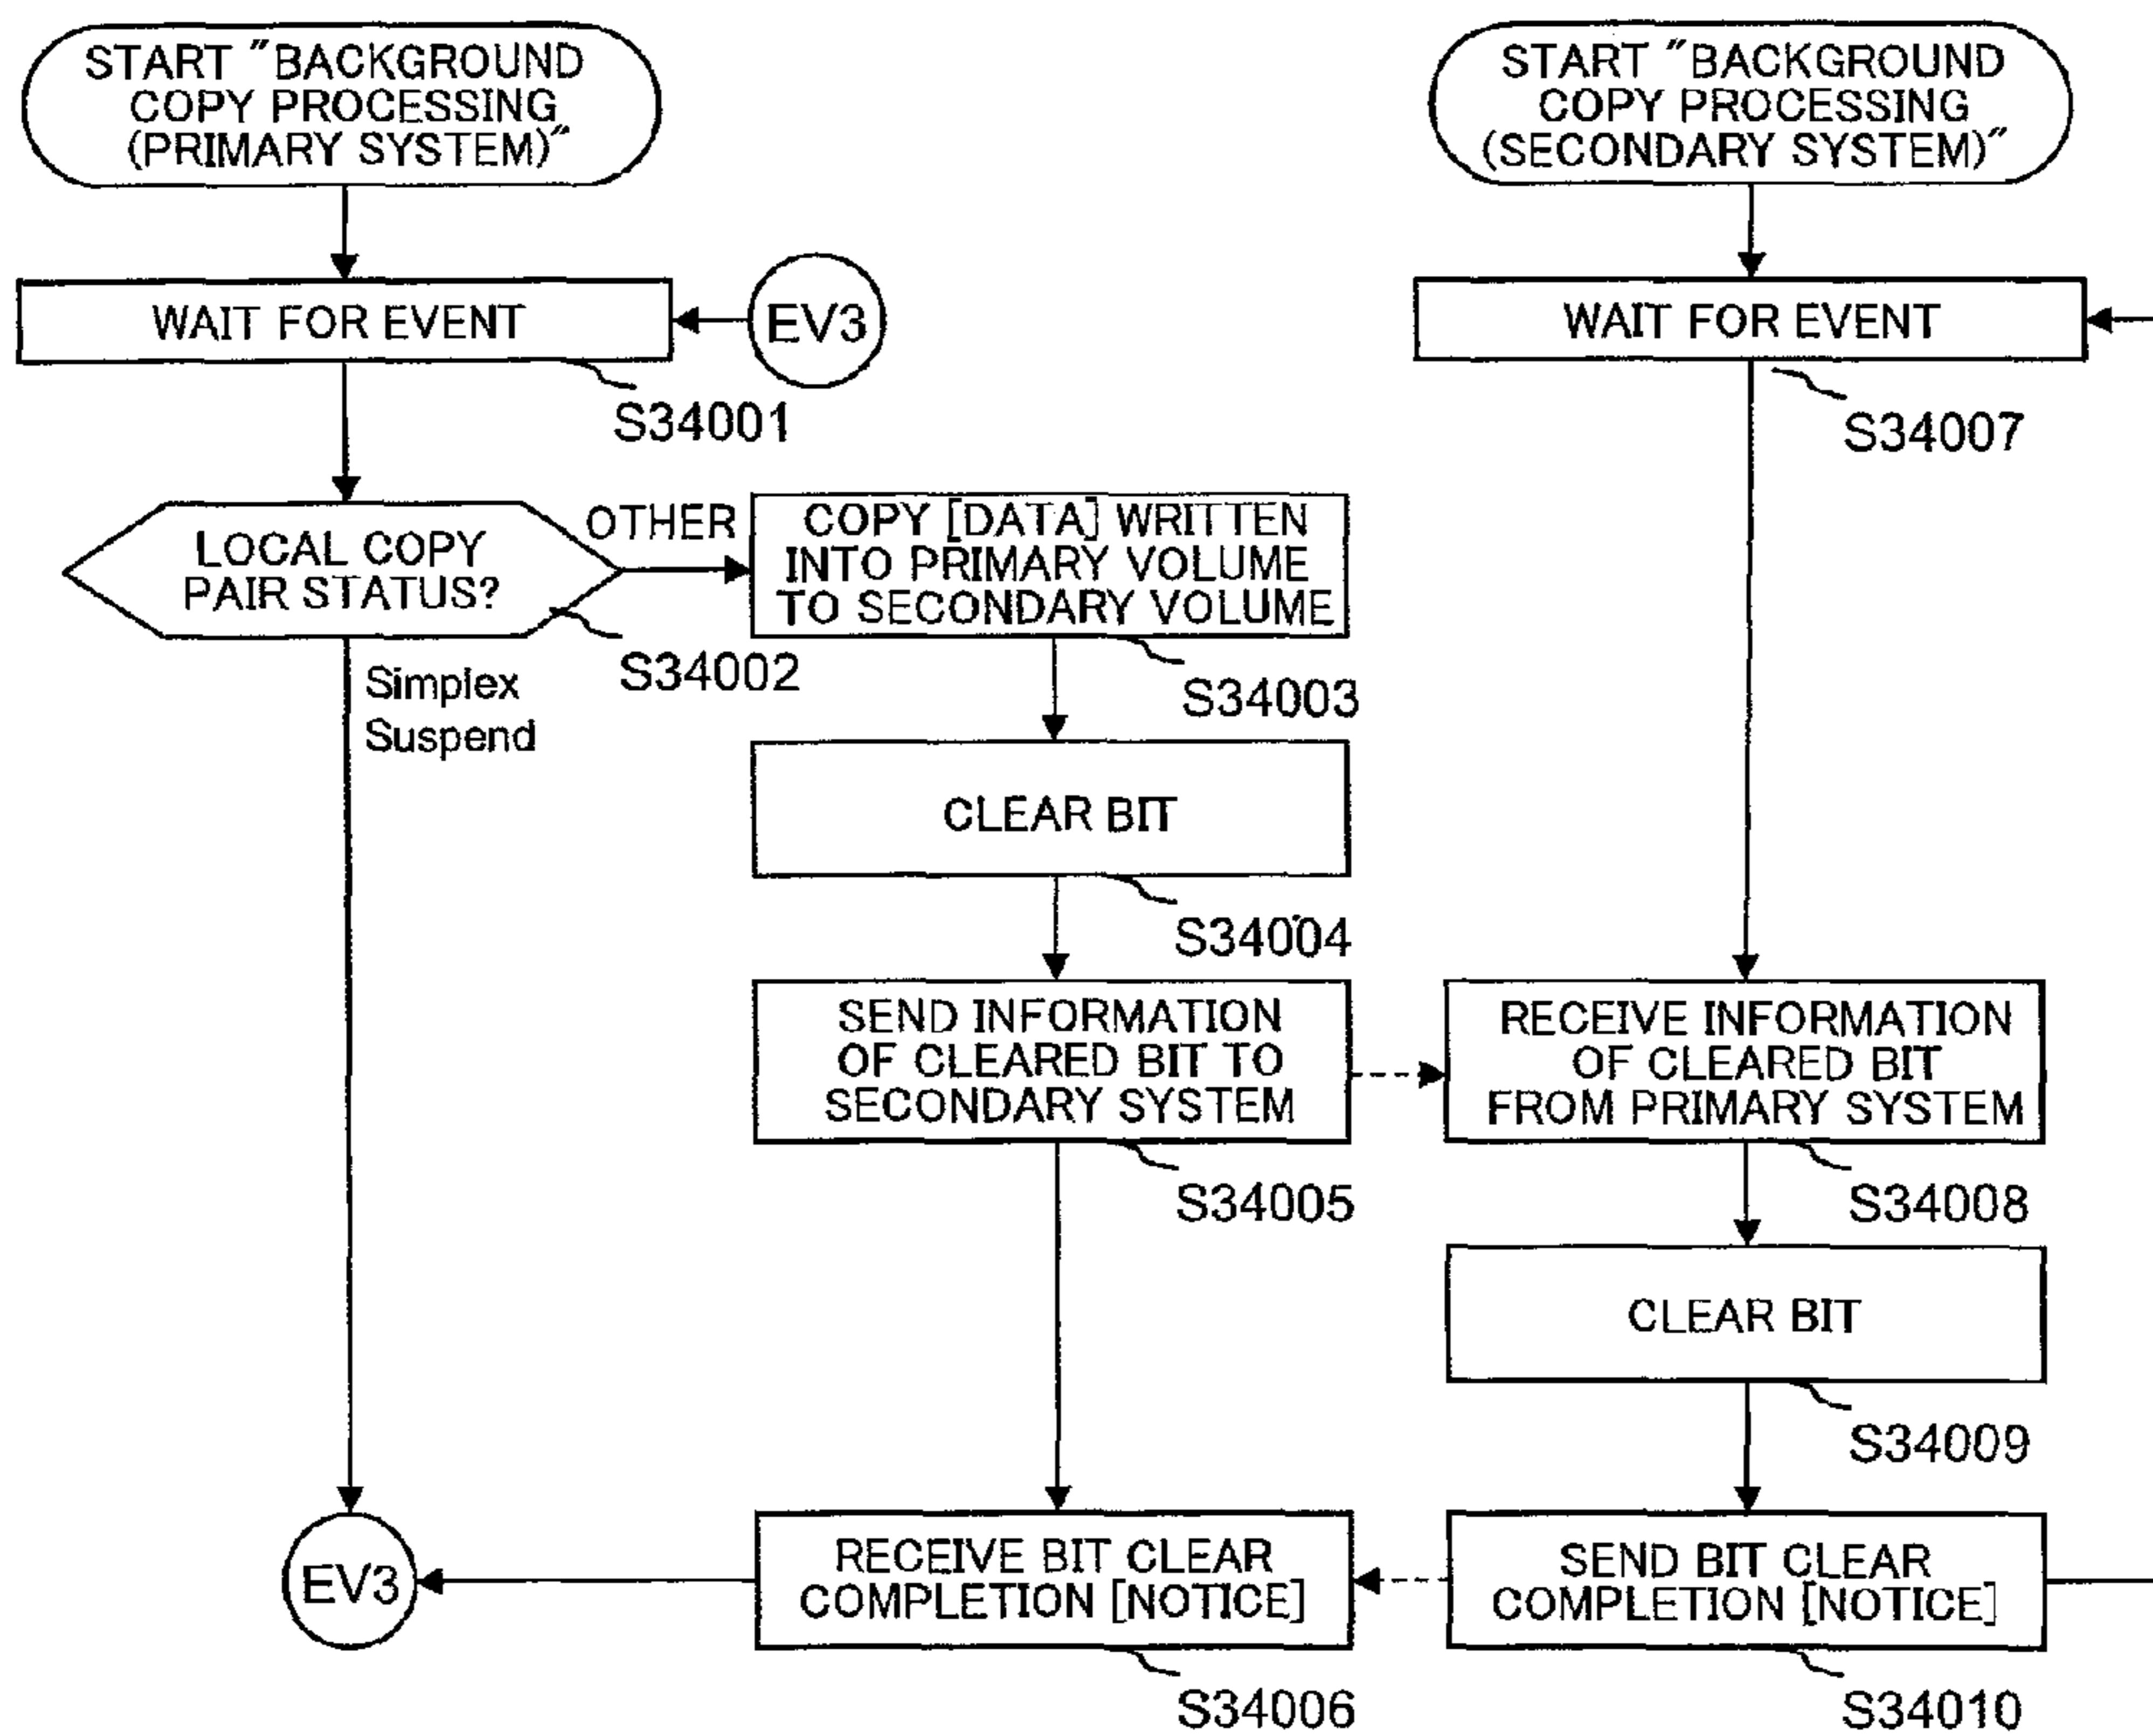 START "BACKGROUND
COPY PROCESSING
(PRIMARY SYSTEM)"
WAIT FOR EVENT
EV3
S34001
LOCAL COPY
PAIR STATUS?
S34002
OTHER
Simplex
Suspend
COPY [DATA] WRITTEN
INTO PRIMARY VOLUME
TO SECONDARY VOLUME
S34003
CLEAR BIT
S34004
SEND INFORMATION
OF CLEARED BIT TO
SECONDARY SYSTEM
S34005
RECEIVE BIT CLEAR
COMPLETION [NOTICE]
S34006
EV3
START "BACKGROUND
COPY PROCESSING
(SECONDARY SYSTEM)"
WAIT FOR EVENT
S34007
RECEIVE INFORMATION
OF CLEARED BIT
FROM PRIMARY SYSTEM
S34008
CLEAR BIT
S34009
SEND BIT CLEAR
COMPLETION [NOTICE]
S34010